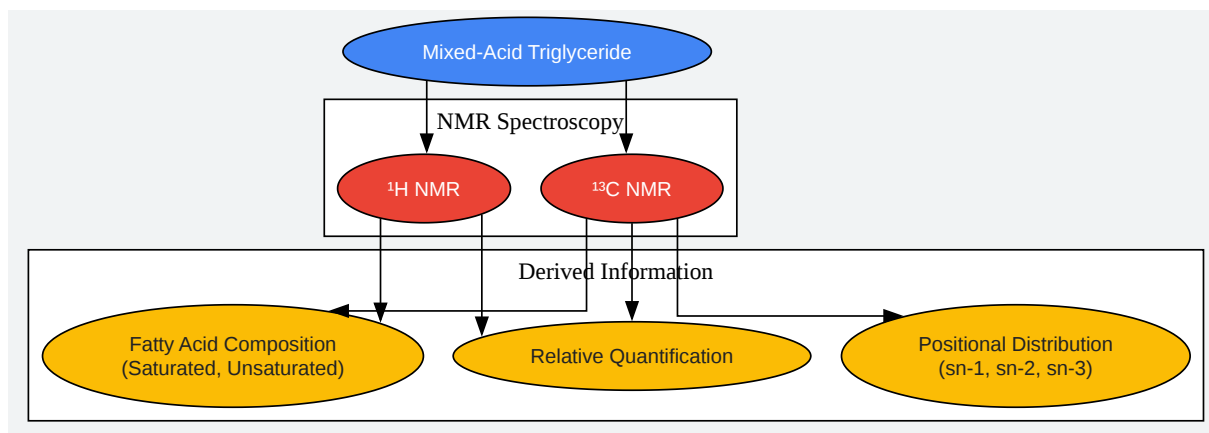 Mixed-Acid Triglyceride
NMR Spectroscopy
¹H NMR
¹³C NMR
Derived Information
Fatty Acid Composition
(Saturated, Unsaturated)
Relative Quantification
Positional Distribution
(sn-1, sn-2, sn-3)